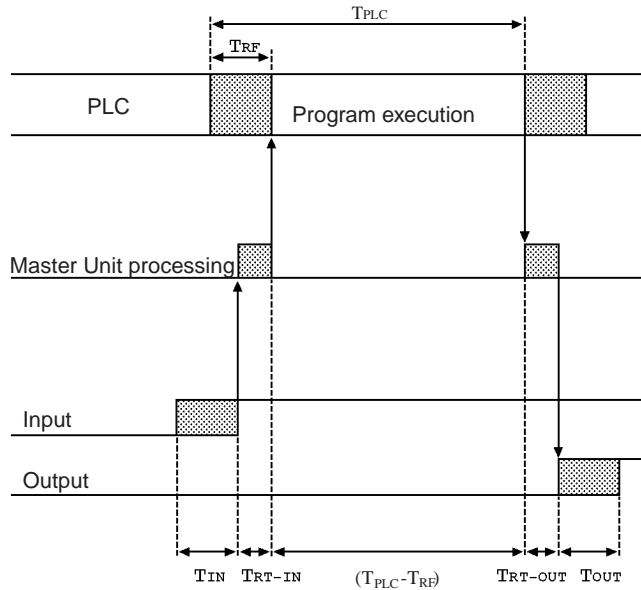 TPLC
TRF
PLC
Program execution
Master Unit processing
Input
Output
TIN
TRT-IN
(TPLC-TRF)
TRT-OUT
TOUT